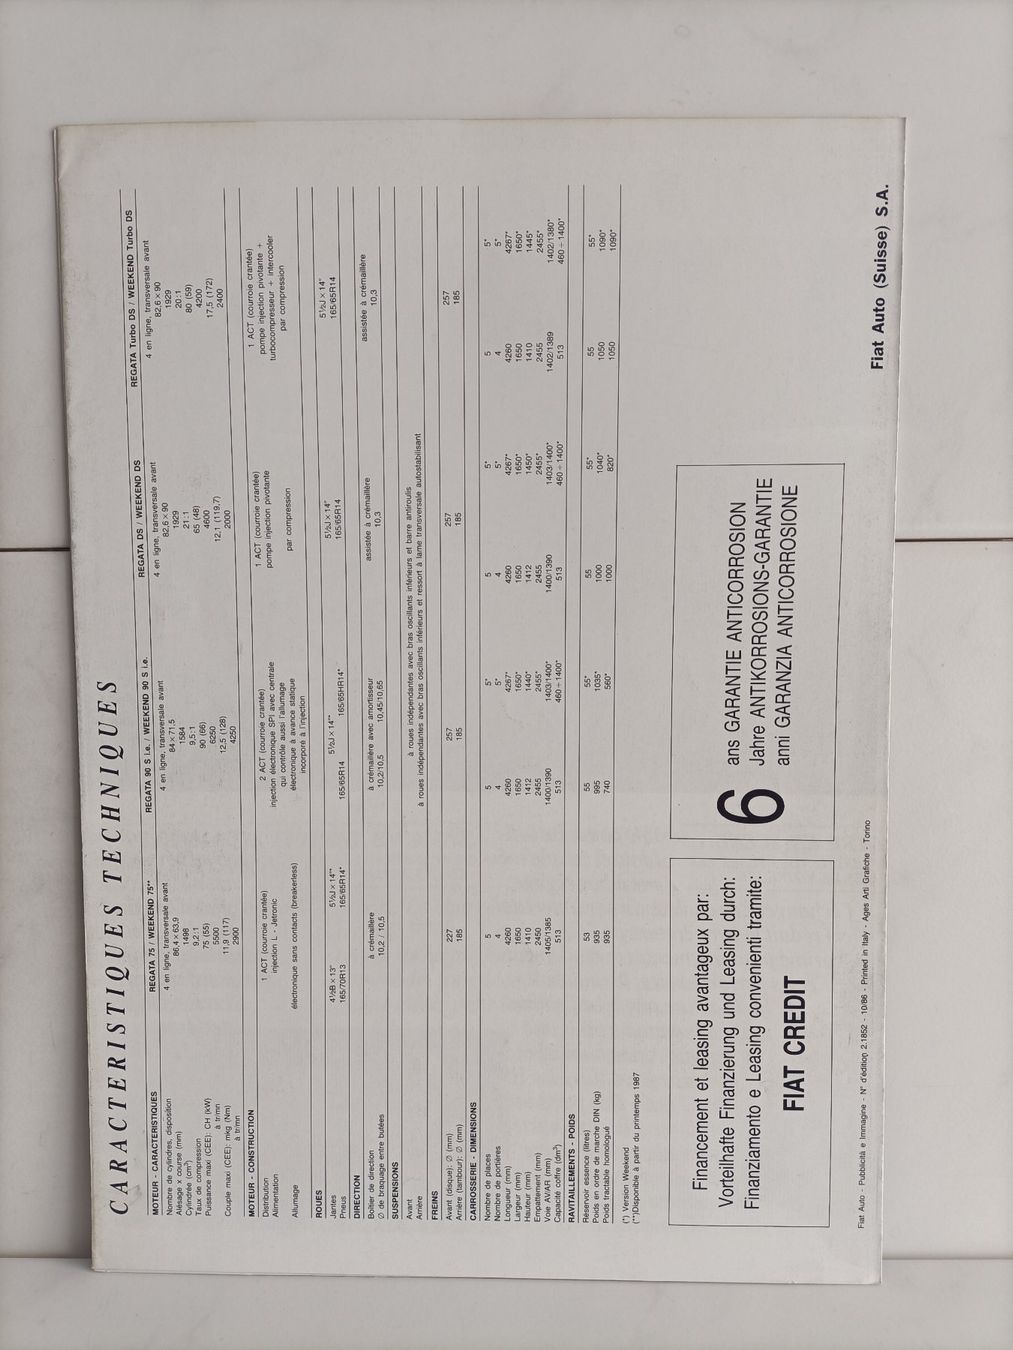 CARACTERISTIQUES TECHNIQUES
REGATA 75 / WEEKEND 75** REGATA 90 S i.e. / WEEKEND 90 S i.e. REGATA DS / WEEKEND DS REGATA Turbo DS / WEEKEND Turbo DS
MOTEUR - CARACTERISTIQUES
Nombre de cylindres, disposition 4 en ligne, transversale avant 4 en ligne, transversale avant 4 en ligne, transversale avant 4 en ligne, transversale avant
Alésage x course (mm) 86,4 × 63,9 84 × 71,5 82,6 × 90 82,6 × 90
Cylindrée (cm³) 1498 1584 1929 1929
Taux de compression 9,2:1 9,5:1 21:1 20:1
Puissance maxi (CEE): CH (kW) 75 (55) 90 (66) 65 (48) 80 (59)
à tr/mn 5500 6250 4600 4200
Couple maxi (CEE): mkg (Nm) 11,9 (117) 12,5 (128) 12,1 (119,7) 17,5 (172)
à tr/mn 2900 4250 2000 2400
MOTEUR - CONSTRUCTION
Distribution 1 ACT (courroie crantée) 2 ACT (courroie crantée) 1 ACT (courroie crantée) 1 ACT (courroie crantée)
Alimentation injection L - Jetronic injection électronique SPI avec centrale pompe injection pivotante pompe injection pivotante +
qui contrôle aussi l'allumage turbocompresseur + intercooler
Allumage électronique sans contacts (breakerless) électronique à avance statique par compression par compression
incorporé à l'injection
ROUES
Jantes 4½B × 13" 5½J × 14"* 5½J × 14"* 5½J × 14" 5½J × 14"
Pneus 165/70R13 165/65R14* 165/65R14 165/65HR14* 165/65R14 165/65R14
DIRECTION
Boîtier de direction à crémaillère à crémaillère avec amortisseur assistée à crémaillère assistée à crémaillère
∅ de braquage entre butées 10,2 / 10,5 10,2/10,5 10,45/10,65 10,3 10,3
SUSPENSIONS
Avant à roues indépendantes avec bras oscillants inférieurs et barre antiroulis
Arrière à roues indépendantes avec bras oscillants inférieurs et ressort à lame transversale autostabilisant
FREINS
Avant (disque): ∅ (mm) 227 257 257 257
Arrière (tambour): ∅ (mm) 185 185 185 185
CARROSSERIE - DIMENSIONS
Nombre de places 5 5 5* 5 5* 5 5*
Nombre de portières 4 4 5* 4 5* 4 5*
Longueur (mm) 4260 4260 4267* 4260 4267* 4260 4267*
Largeur (mm) 1650 1650 1650* 1650 1650* 1650 1650*
Hauteur (mm) 1410 1412 1440* 1412 1450* 1410 1445*
Empattement (mm) 2450 2455 2455* 2455 2455* 2455 2455*
Voie AV/AR (mm) 1405/1385 1400/1390 1403/1400* 1400/1390 1403/1400* 1402/1389 1402/1380*
Capacité coffre (dm³) 513 513 460 ÷ 1400* 513 460 ÷ 1400* 513 460 ÷ 1400*
RAVITAILLEMENTS - POIDS
Réservoir essence (litres) 53 55 55* 55 55* 55 55*
Poids en ordre de marche DIN (kg) 935 995 1035* 1000 1040* 1050 1090*
Poids tractable homologué 935 740 560* 1000 820* 1050 1090*
(*) Version Weekend
(**)Disponible à partir du printemps 1987
Financement et leasing avantageux par:
Vorteilhafte Finanzierung und Leasing durch:
Finanziamento e Leasing convenienti tramite:
FIAT CREDIT
6
ans GARANTIE ANTICORROSION
Jahre ANTIKORROSIONS-GARANTIE
anni GARANZIA ANTICORROSIONE
Fiat Auto - Pubblicità e Immagine - N° d'édition 2.1852 - 10/86 - Printed in Italy - Ages Arti Grafiche - Torino
Fiat Auto (Suisse) S.A.